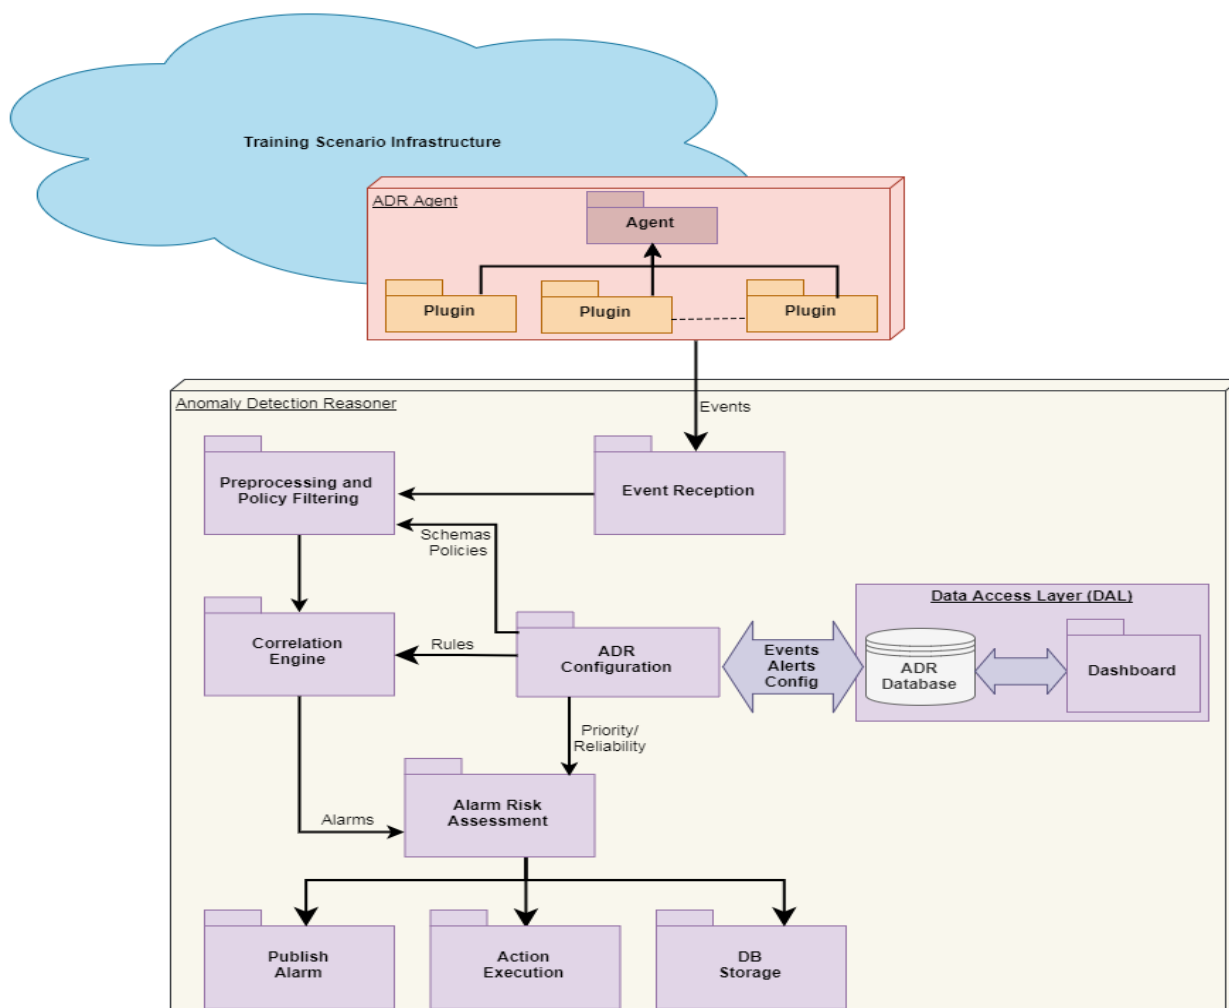 Training Scenario Infrastructure
ADR Agent
Agent
Plugin
Plugin
Plugin
Events
Anomaly Detection Reasoner
Preprocessing and
Policy Filtering
Event Reception
Schemas
Policies
Correlation
Engine
Rules
ADR
Configuration
Events
Alerts
Config
Data Access Layer (DAL)
ADR
Database
Dashboard
Priority/
Reliability
Alarms
Alarm Risk
Assessment
Publish
Alarm
Action
Execution
DB
Storage